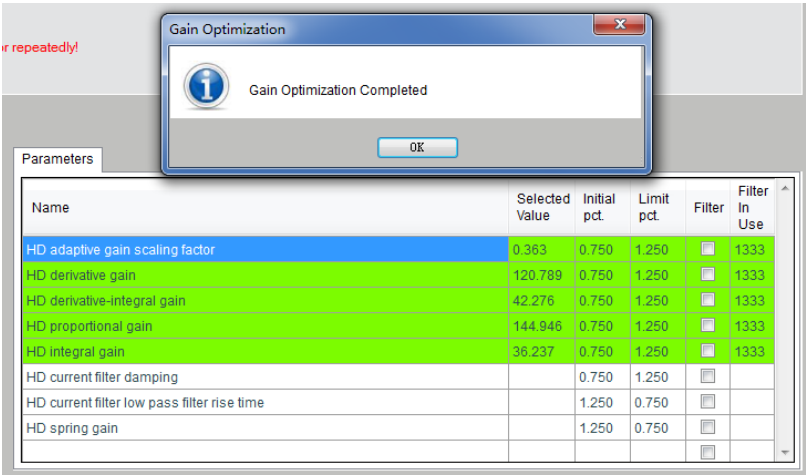 Gain Optimization
or repeatedly!
Gain Optimization Completed
OK
Parameters
Name Selected Value Initial pct. Limit pct. Filter Filter In Use
HD adaptive gain scaling factor 0.363 0.750 1.250 1333
HD derivative gain 120.789 0.750 1.250 1333
HD derivative-integral gain 42.276 0.750 1.250 1333
HD proportional gain 144.946 0.750 1.250 1333
HD integral gain 36.237 0.750 1.250 1333
HD current filter damping 0.750 1.250
HD current filter low pass filter rise time 1.250 0.750
HD spring gain 1.250 0.750